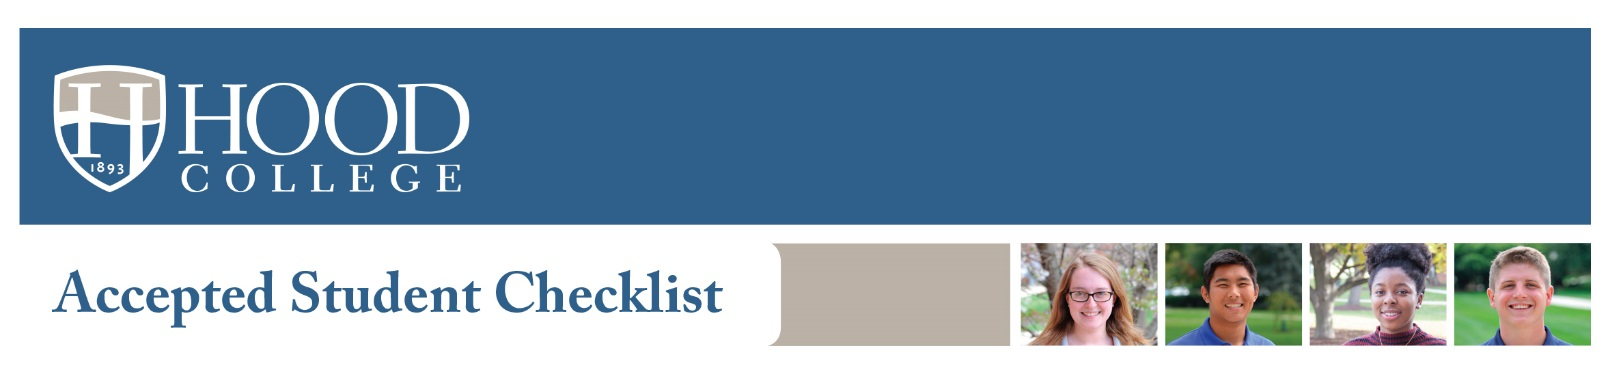 H
1893
HOOD
COLLEGE
Accepted Student Checklist